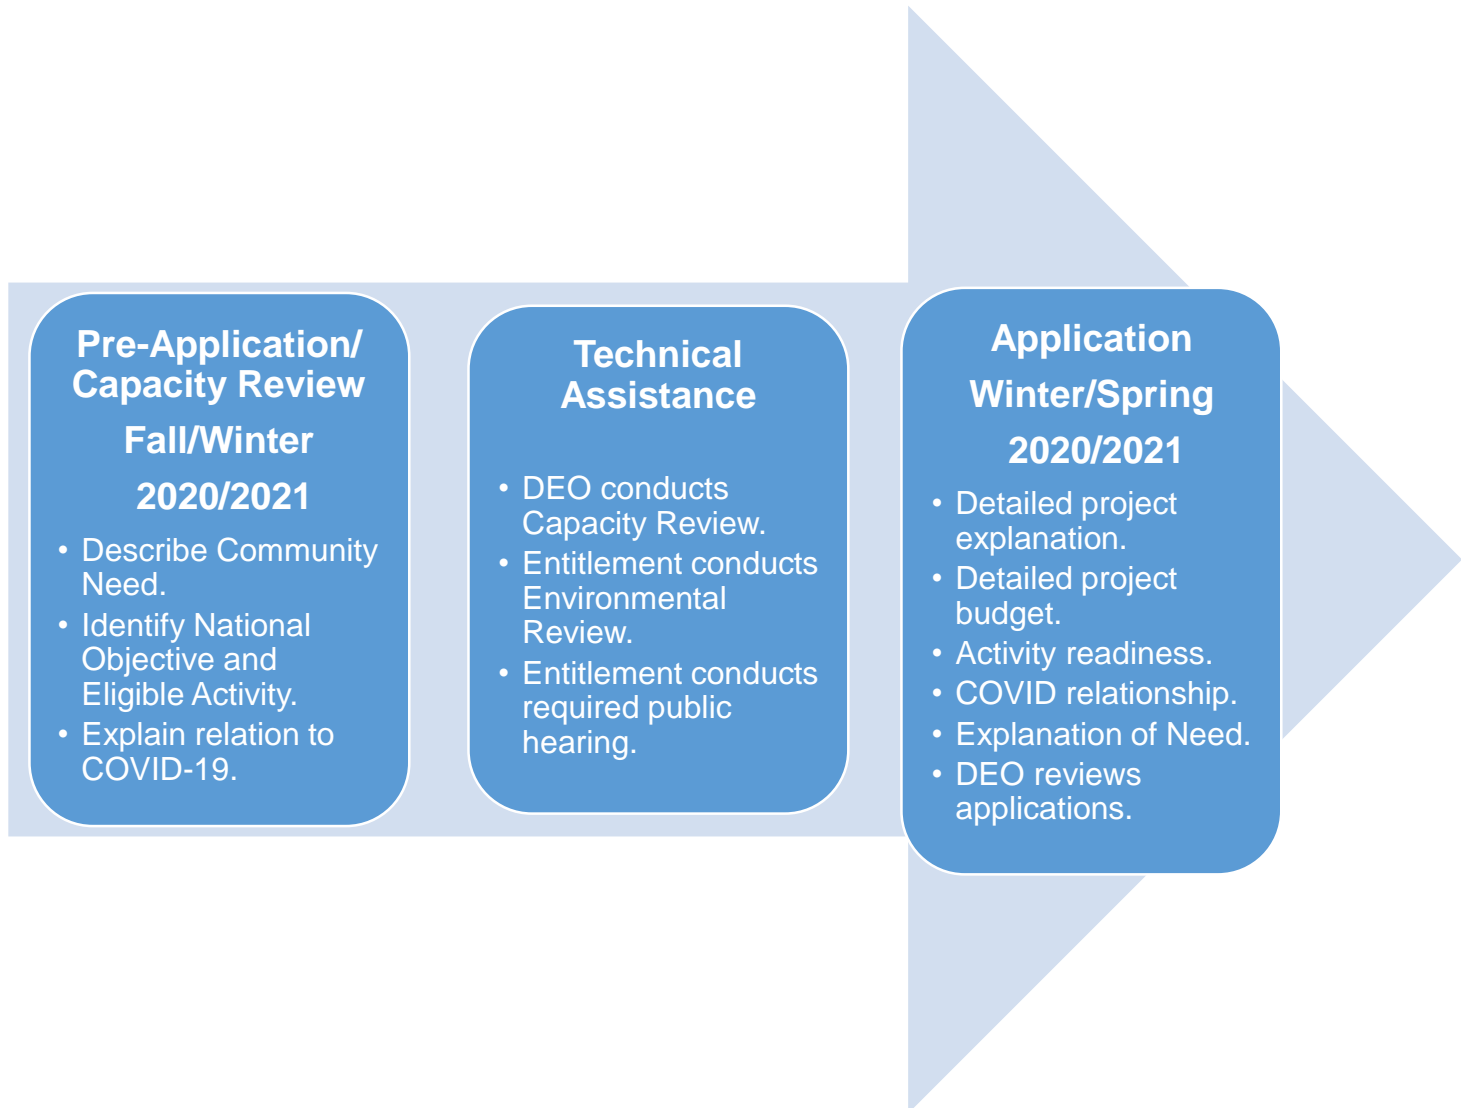 Pre-Application/
Capacity Review
Fall/Winter
2020/2021
• Describe Community
Need.
• Identify National
Objective and
Eligible Activity.
• Explain relation to
COVID-19.
Technical
Assistance
• DEO conducts
Capacity Review.
• Entitlement conducts
Environmental
Review.
• Entitlement conducts
required public
hearing.
Application
Winter/Spring
2020/2021
• Detailed project
explanation.
• Detailed project
budget.
• Activity readiness.
• COVID relationship.
• Explanation of Need.
• DEO reviews
applications.